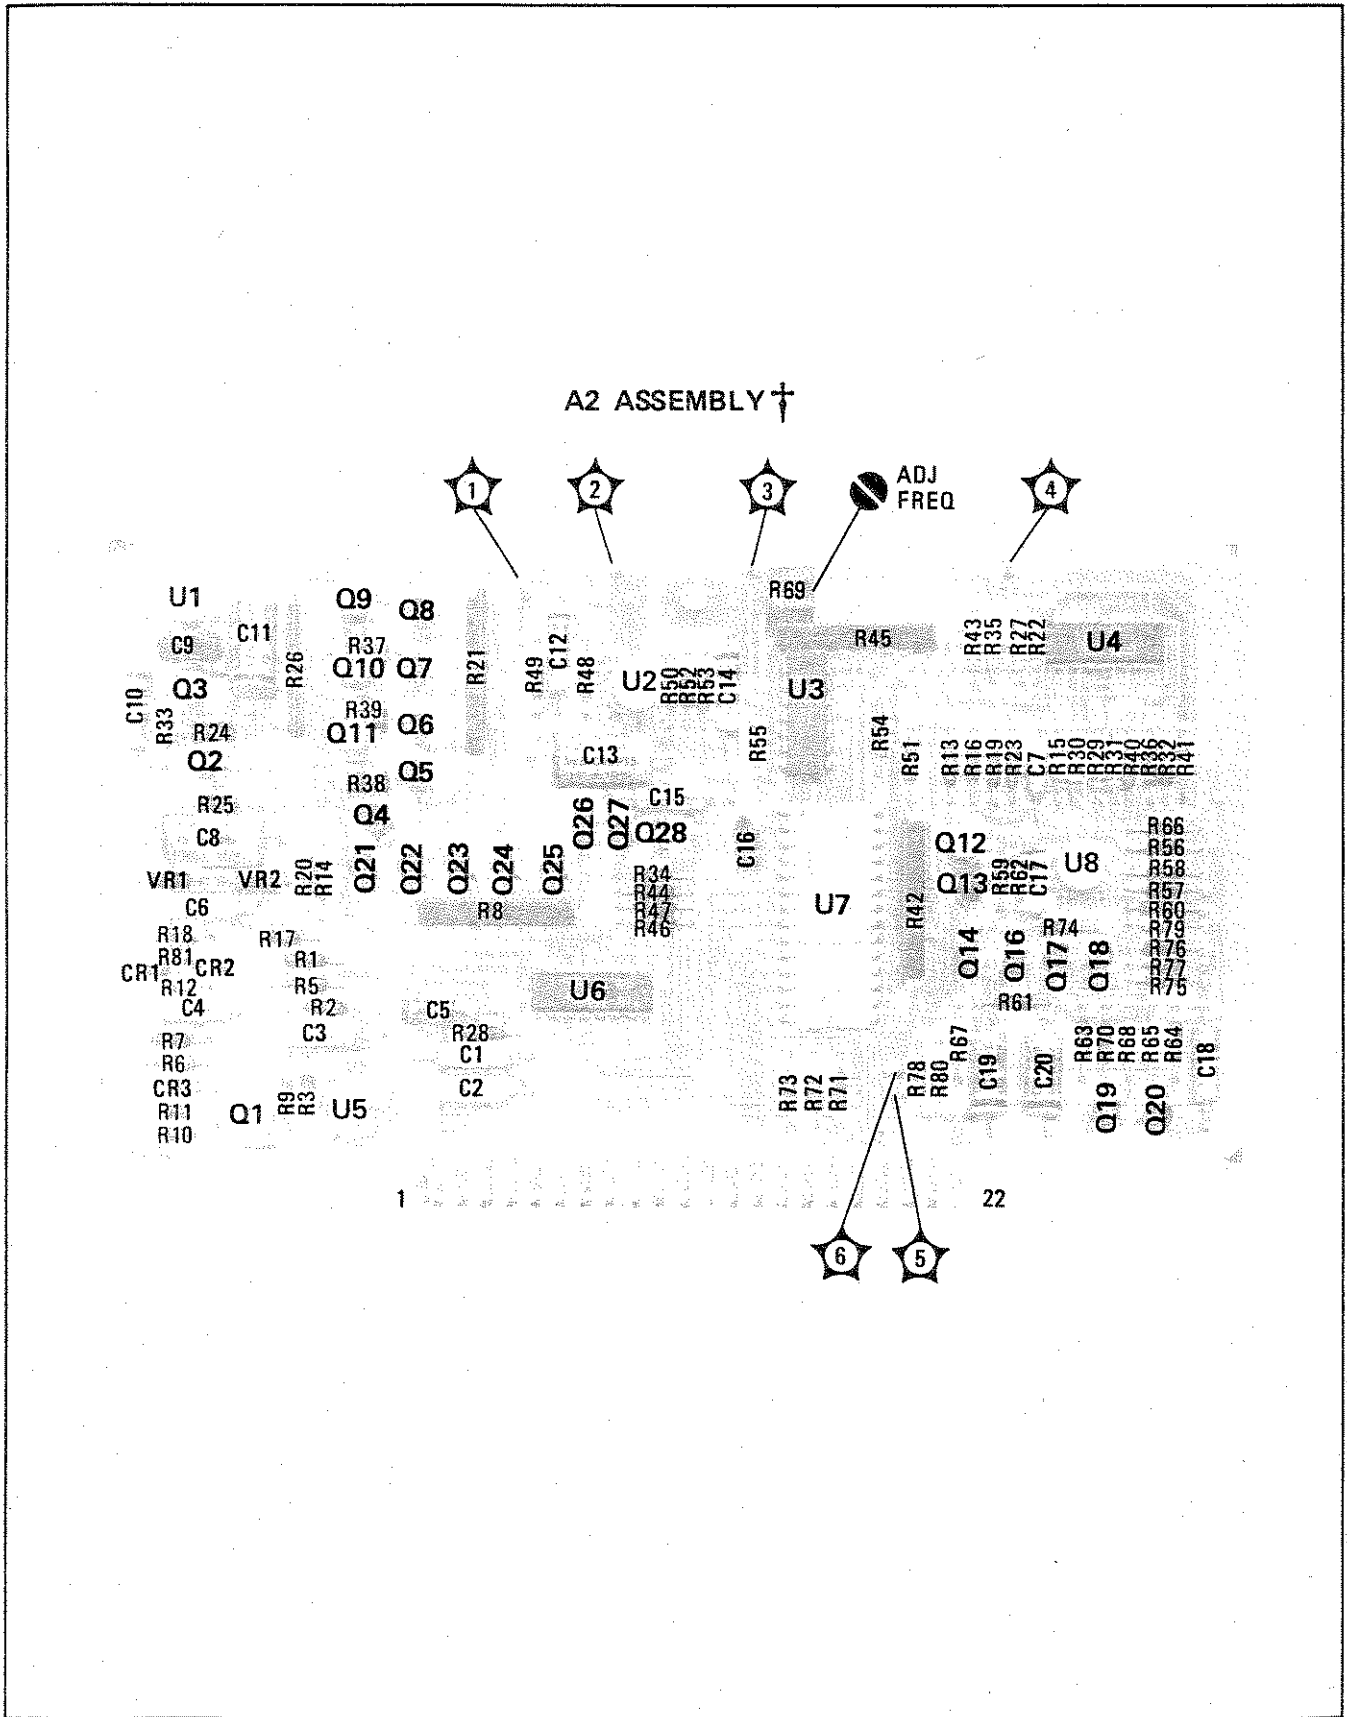 A2 ASSEMBLY†
1 2 3 ADJ FREQ 4
U1 Q9 Q8 R69
C9 C11 R26 R37 R21 R49 C12 R48 R45 R43 R35 R27 R22 U4
Q10 Q7
C10 Q3 U2 R50 R52 R53 C14 U3
R33 R24 R39 Q11 Q6 R55 R54
Q2 Q5 C13 R51 R13 R16 R19 R23 C7 R15 R30 R29 R31 R40 R36 R32 R41
R38
R25 Q4 Q26 Q27 C15
C8 Q28 C16 Q12 R66
R56
VR1 VR2 R20 R14 Q21 Q22 Q23 Q24 Q25 R34 Q13 R59 R62 C17 U8 R58
R44 R57
C6 R8 R47 U7 R42 R60
R18 R17 R46 R74 R79
R81 R1 Q14 Q16 Q17 Q18 R76
CR1 CR2 R77
R12 R5 U6 R75
C4 R2 C5 R61
R7 C3 R28 R67 R63 R70 R68 R65 R64 C18
R6 C1 C19 C20
CR3 C2 R78 R80
R11 Q1 R9 R3 U5 R73 R72 R71 Q19 Q20
R10
1 22
6 5